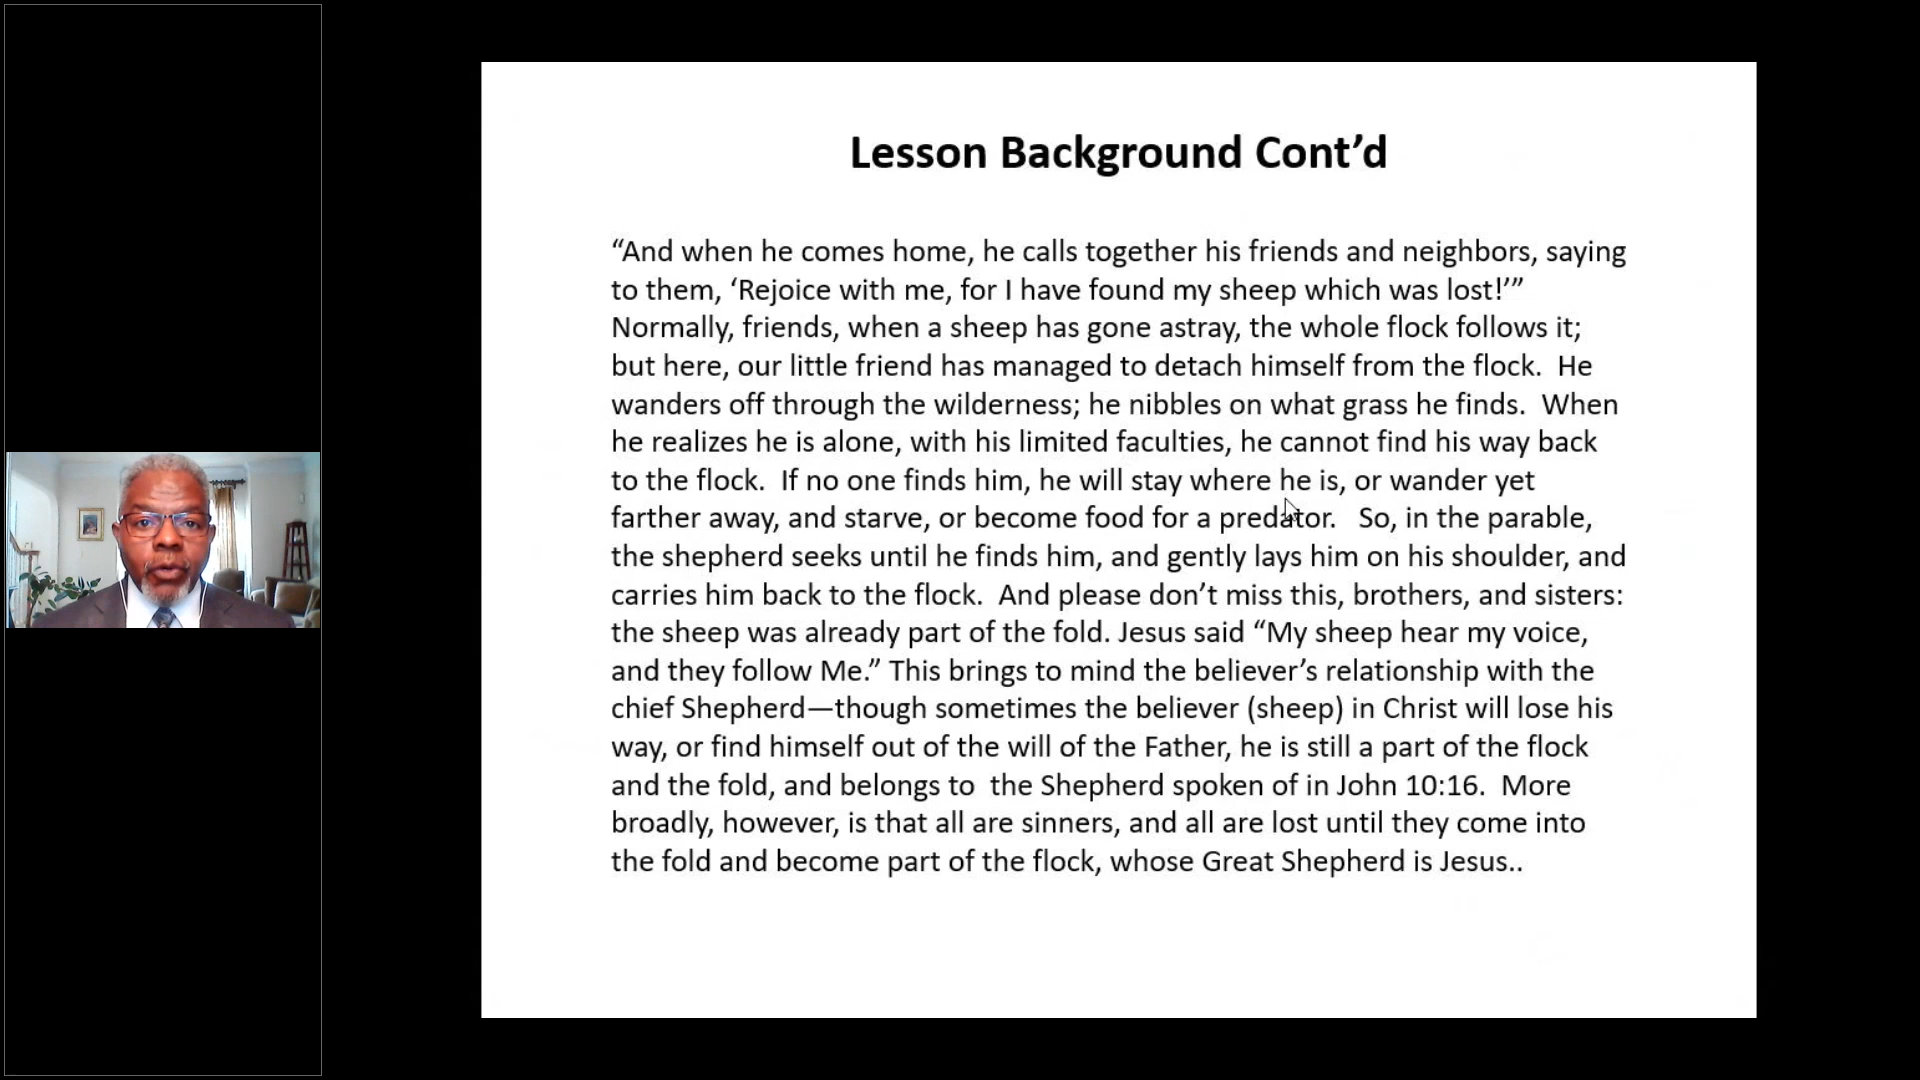 Lesson Background Cont’d
“And when he comes home, he calls together his friends and neighbors, saying
to them, ‘Rejoice with me, for I have found my sheep which was lost!’”
Normally, friends, when a sheep has gone astray, the whole flock follows it;
but here, our little friend has managed to detach himself from the flock.  He
wanders off through the wilderness; he nibbles on what grass he finds.  When
he realizes he is alone, with his limited faculties, he cannot find his way back
to the flock.  If no one finds him, he will stay where he is, or wander yet
farther away, and starve, or become food for a predator.   So, in the parable,
the shepherd seeks until he finds him, and gently lays him on his shoulder, and
carries him back to the flock.  And please don’t miss this, brothers, and sisters:
the sheep was already part of the fold. Jesus said “My sheep hear my voice,
and they follow Me.” This brings to mind the believer’s relationship with the
chief Shepherd—though sometimes the believer (sheep) in Christ will lose his
way, or find himself out of the will of the Father, he is still a part of the flock
and the fold, and belongs to  the Shepherd spoken of in John 10:16.  More
broadly, however, is that all are sinners, and all are lost until they come into
the fold and become part of the flock, whose Great Shepherd is Jesus..